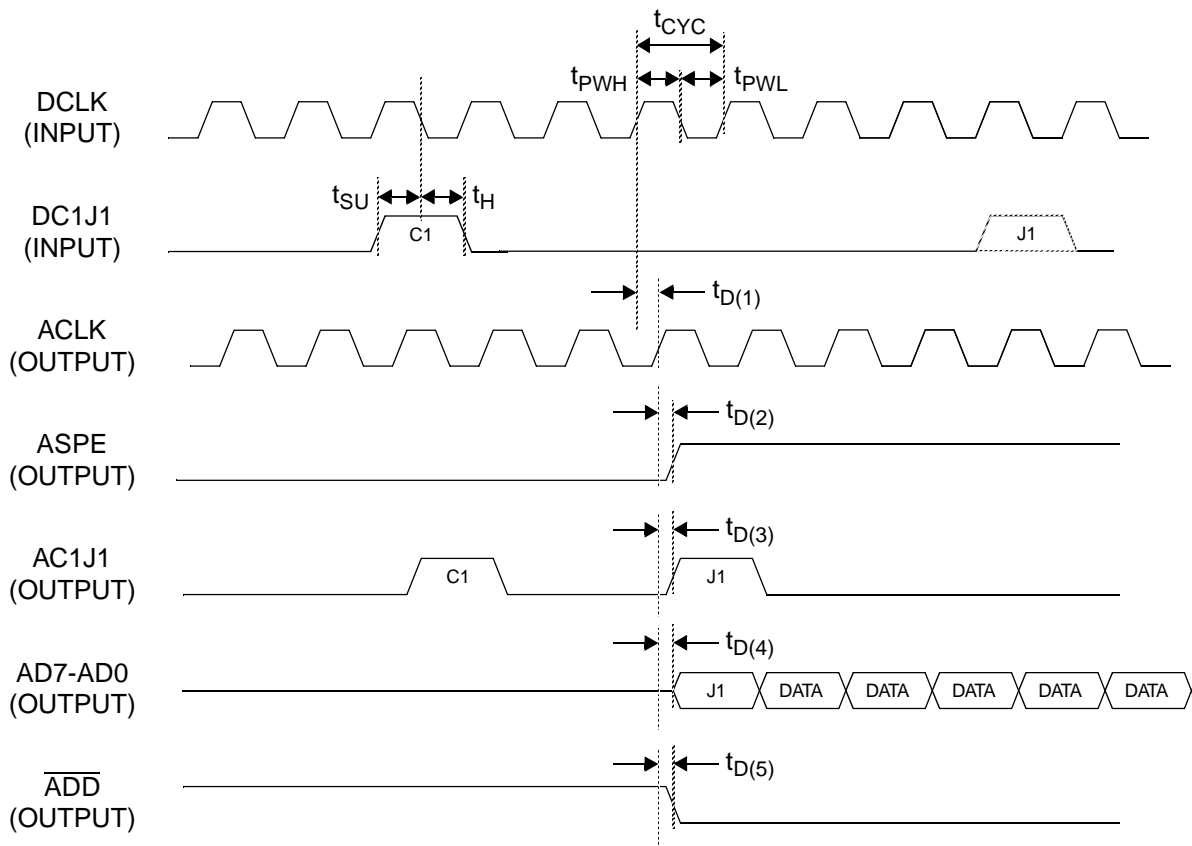 tCYC
tPWH tPWL
DCLK
(INPUT)
tSU tH
DC1J1
(INPUT)
C1 J1
tD(1)
ACLK
(OUTPUT)
tD(2)
ASPE
(OUTPUT)
tD(3)
AC1J1
(OUTPUT)
C1 J1
tD(4)
AD7-AD0
(OUTPUT)
J1 DATA DATA DATA DATA DATA
tD(5)
ADD
(OUTPUT)